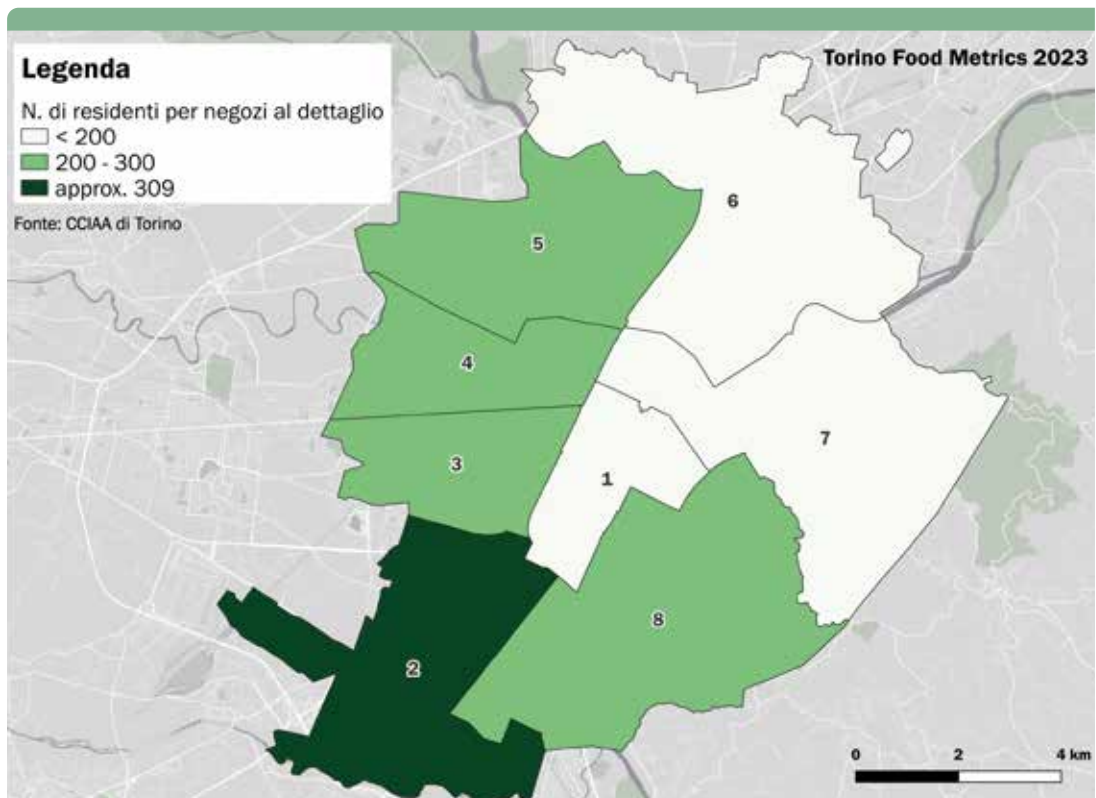 Torino Food Metrics 2023
Legenda
N. di residenti per negozi al dettaglio
< 200
200 - 300
approx. 309
Fonte: CCIAA di Torino
6
5
4
7
3
1
8
2
0 2 4 km